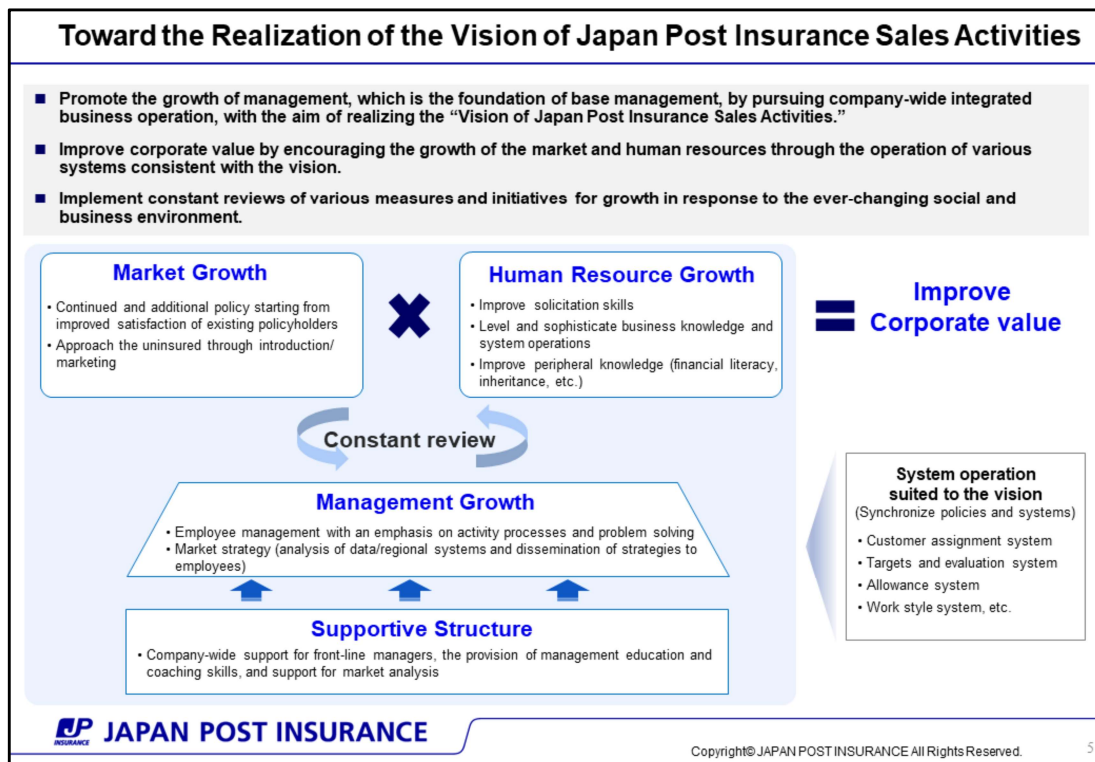 Toward the Realization of the Vision of Japan Post Insurance Sales Activities
■ Promote the growth of management, which is the foundation of base management, by pursuing company-wide integrated
business operation, with the aim of realizing the “Vision of Japan Post Insurance Sales Activities.”
■ Improve corporate value by encouraging the growth of the market and human resources through the operation of various
systems consistent with the vision.
■ Implement constant reviews of various measures and initiatives for growth in response to the ever-changing social and
business environment.
Market Growth
• Continued and additional policy starting from
improved satisfaction of existing policyholders
• Approach the uninsured through introduction/
marketing
Human Resource Growth
• Improve solicitation skills
• Level and sophisticate business knowledge and
system operations
• Improve peripheral knowledge (financial literacy,
inheritance, etc.)
Improve
Corporate value
Constant review
Management Growth
• Employee management with an emphasis on activity processes and problem solving
• Market strategy (analysis of data/regional systems and dissemination of strategies to
employees)
Supportive Structure
• Company-wide support for front-line managers, the provision of management education and
coaching skills, and support for market analysis
System operation
suited to the vision
(Synchronize policies and systems)
• Customer assignment system
• Targets and evaluation system
• Allowance system
• Work style system, etc.
JP
INSURANCE
JAPAN POST INSURANCE
Copyright© JAPAN POST INSURANCE All Rights Reserved.
5